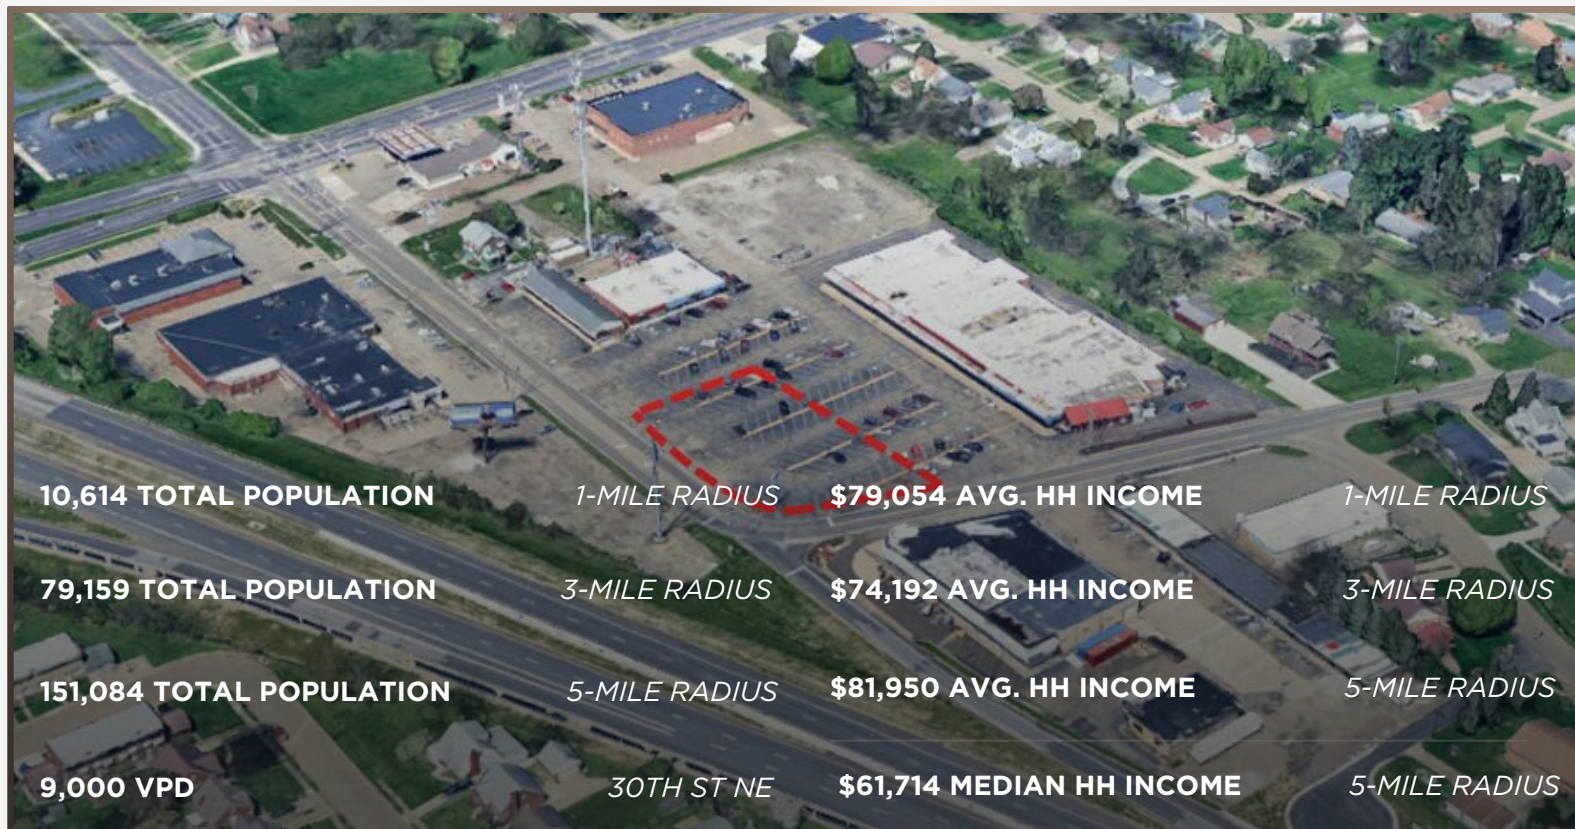 10,614 TOTAL POPULATION 1-MILE RADIUS $79,054 AVG. HH INCOME 1-MILE RADIUS
79,159 TOTAL POPULATION 3-MILE RADIUS $74,192 AVG. HH INCOME 3-MILE RADIUS
151,084 TOTAL POPULATION 5-MILE RADIUS $81,950 AVG. HH INCOME 5-MILE RADIUS
9,000 VPD 30TH ST NE $61,714 MEDIAN HH INCOME 5-MILE RADIUS